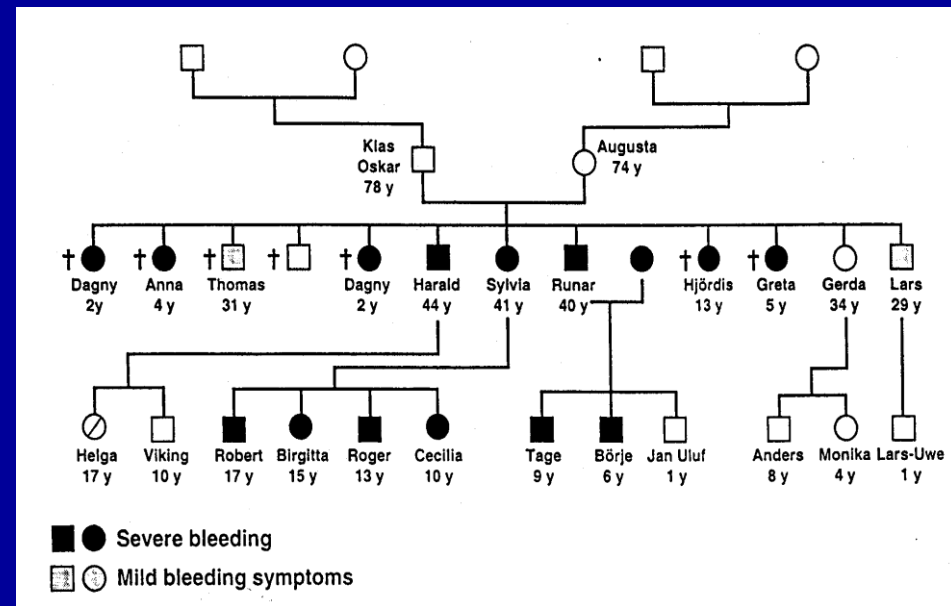 Klas
Oskar
78 y
Augusta
74 y
† † † † † † †
Dagny Anna Thomas Dagny Harald Sylvia Runar Hjördis Greta Gerda Lars
2y 4 y 31 y 2 y 44 y 41 y 40 y 13 y 5 y 34 y 29 y
Helga Viking Robert Birgitta Roger Cecilia Tage Börje Jan Uluf Anders Monika Lars-Uwe
17 y 10 y 17 y 15 y 13 y 10 y 9 y 6 y 1 y 8 y 4 y 1 y
Severe bleeding
Mild bleeding symptoms